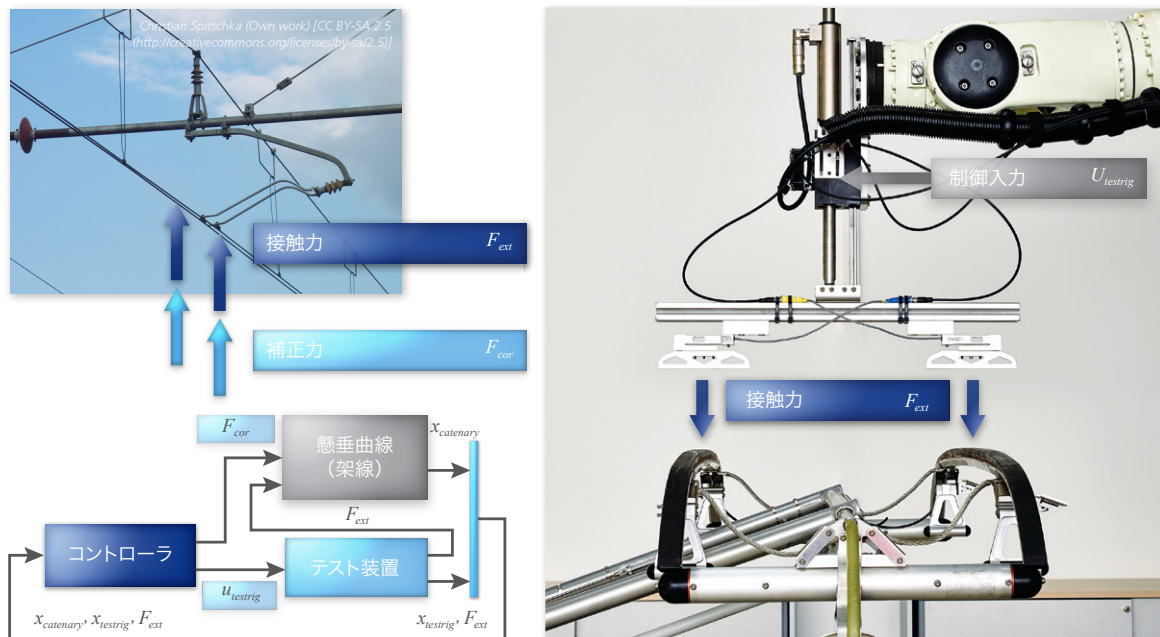 Christian Spitschka (Own work) [CC BY-SA 2.5
(http://creativecommons.org/licenses/by-sa/2.5)]
接触力 F_ext
補正力 F_cor
F_cor
懸垂曲線
(架線)
x_catenary
F_ext
コントローラ
テスト装置
u_testrig
x_catenary, x_testrig, F_ext
x_testrig, F_ext
制御入力 U_testrig
接触力 F_ext